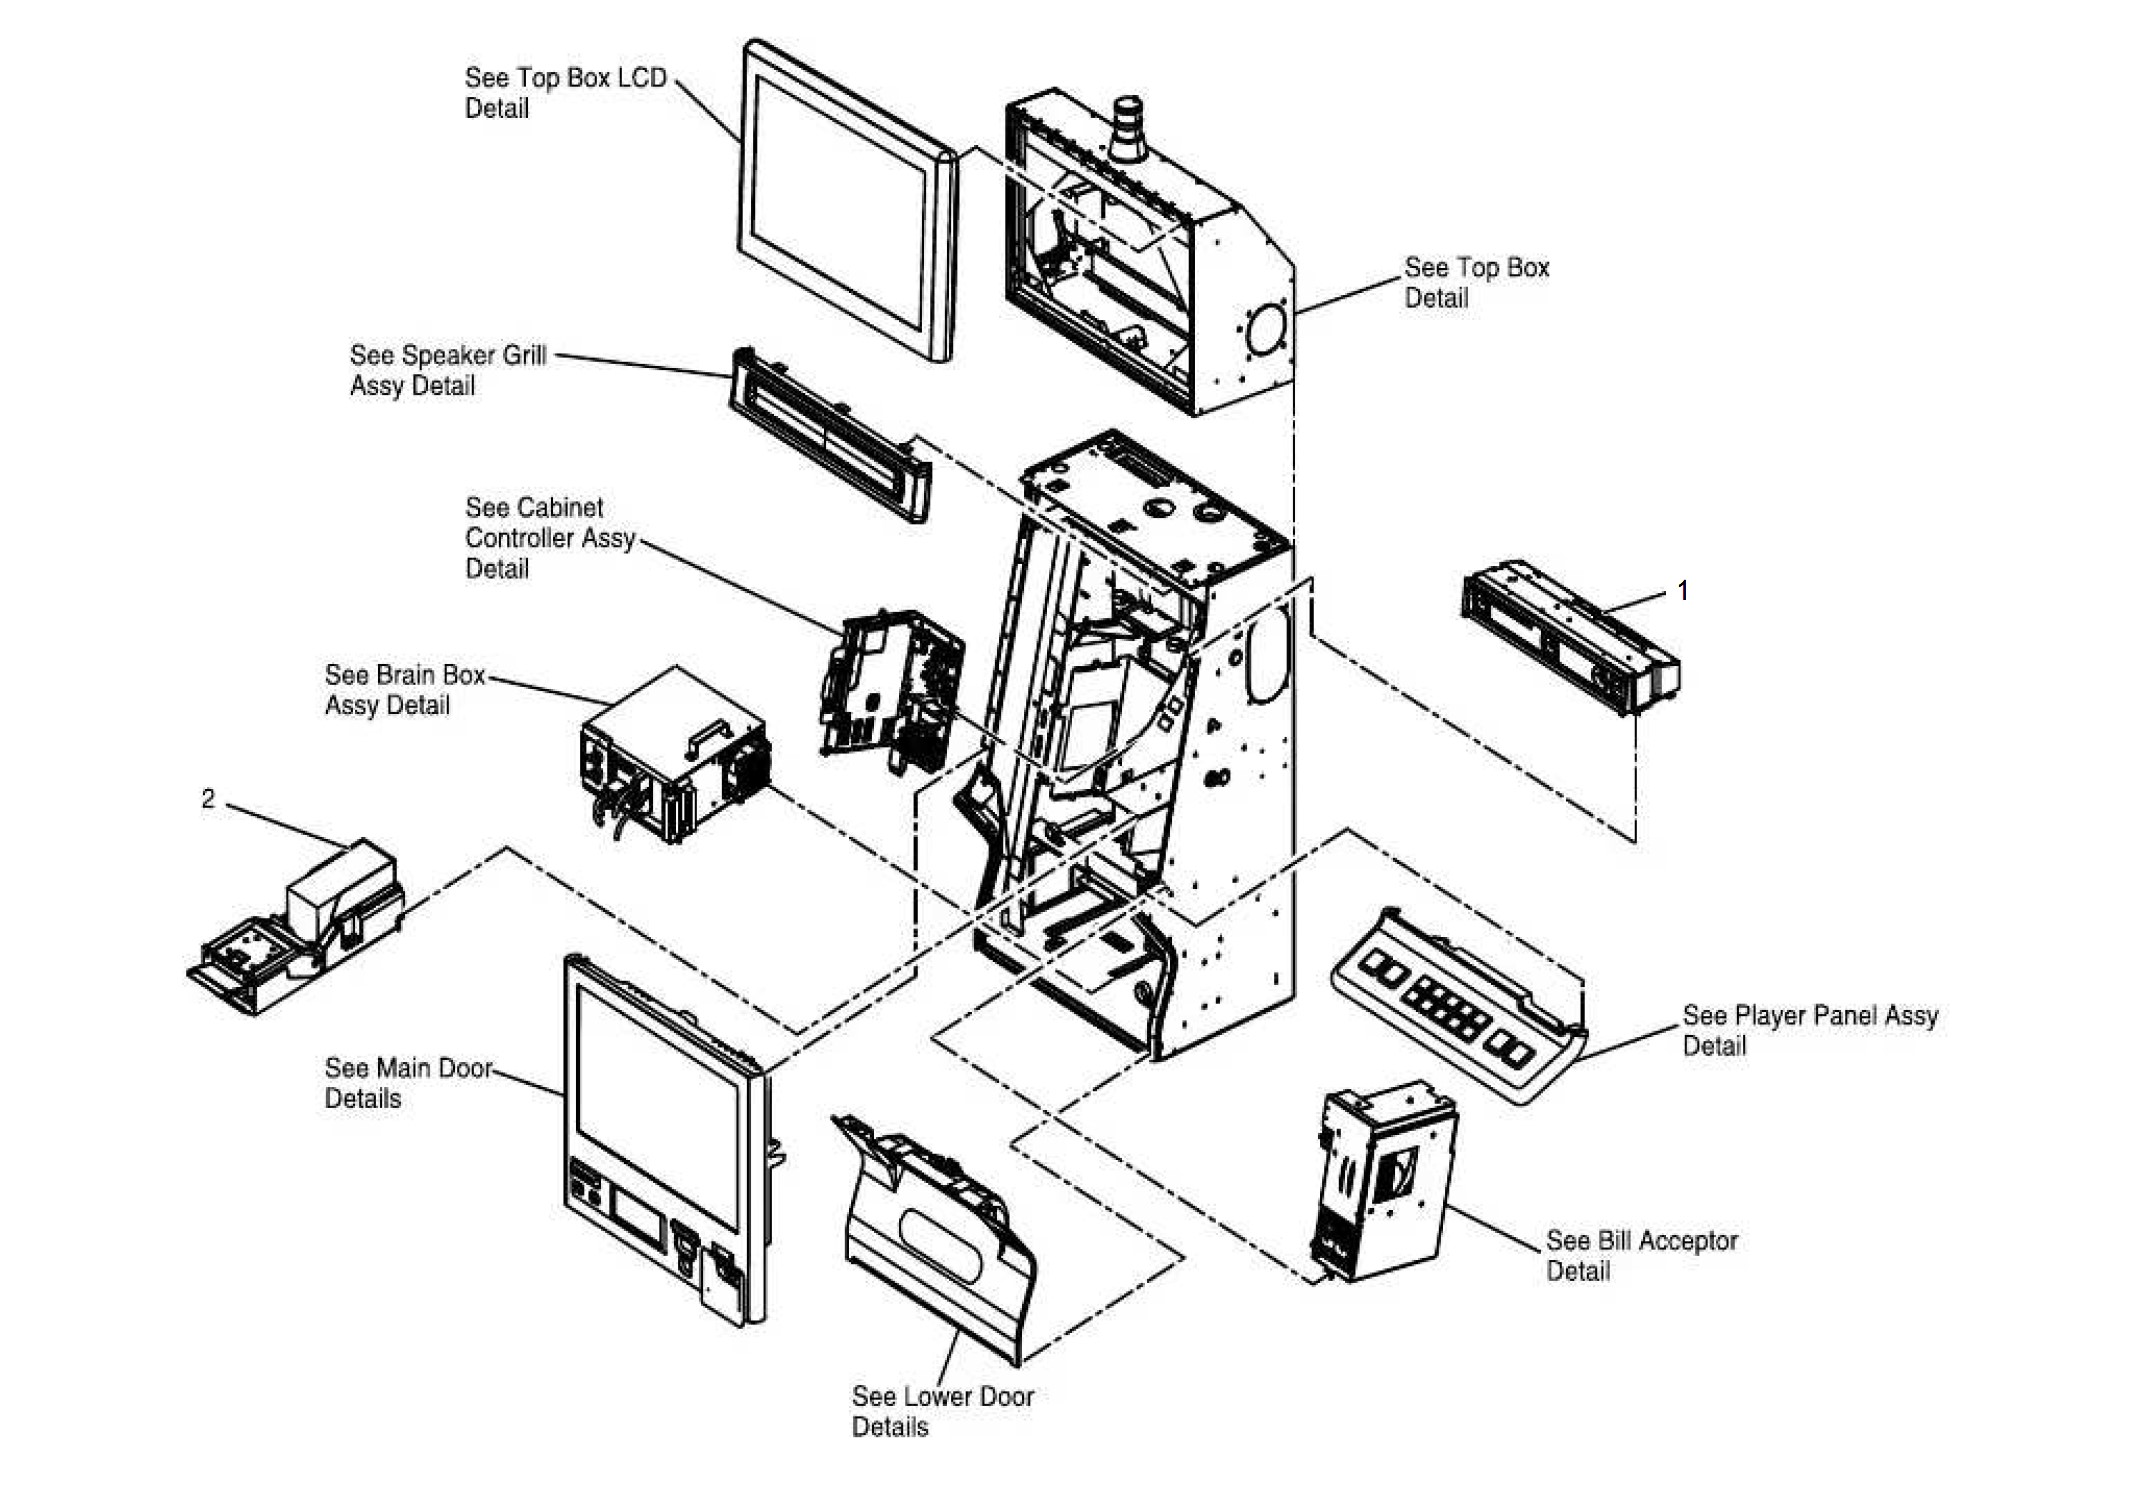 See Top Box LCD
Detail
See Top Box
Detail
See Speaker Grill
Assy Detail
See Cabinet
Controller Assy
Detail
1
See Brain Box
Assy Detail
2
See Player Panel Assy
Detail
See Main Door
Details
See Bill Acceptor
Detail
See Lower Door
Details